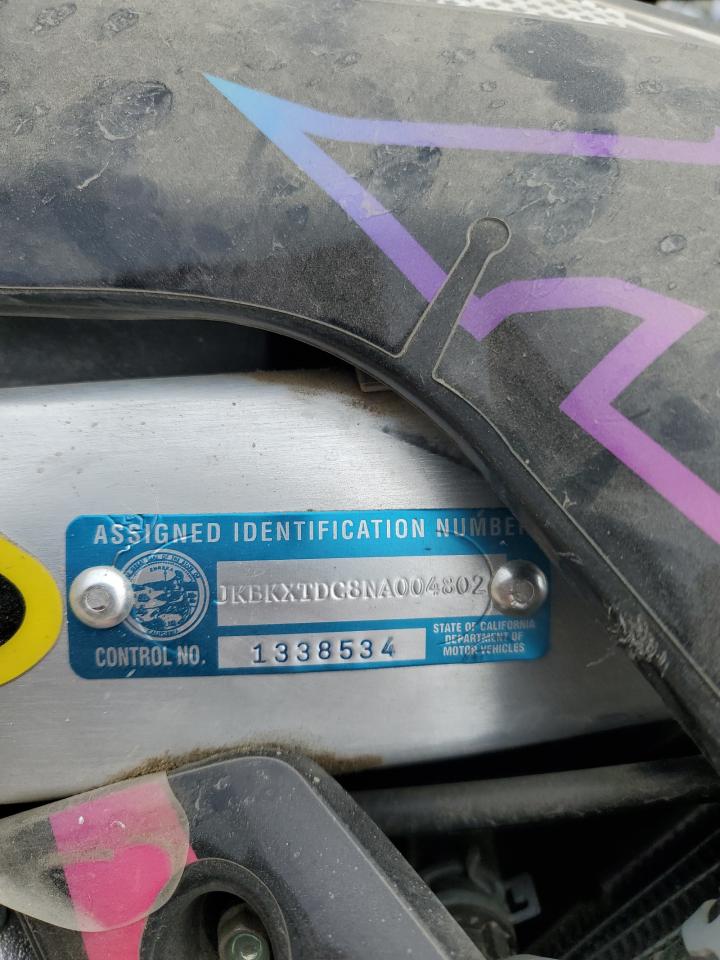 ASSIGNED IDENTIFICATION NUMBER
JKBKXTDC8NA004802
CONTROL NO. 1338534
STATE OF CALIFORNIA
DEPARTMENT OF
MOTOR VEHICLES